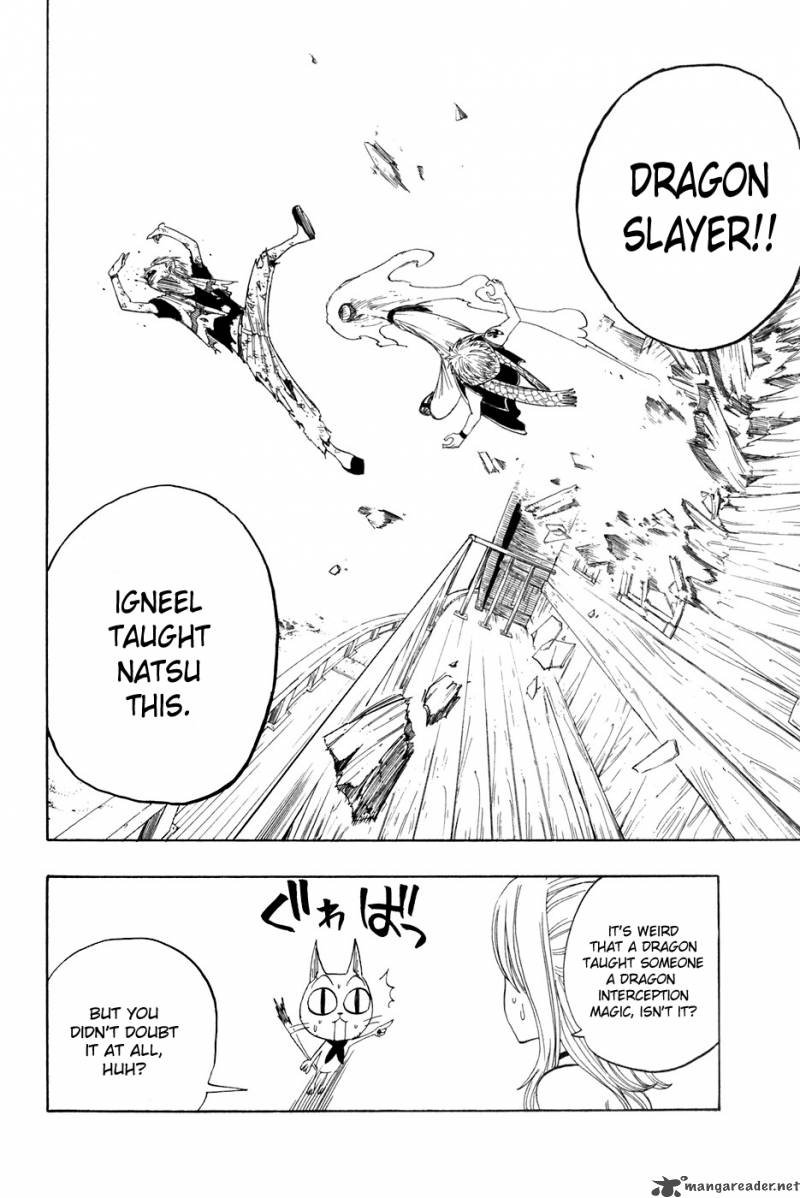 DRAGON
SLAYER!!
IGNEEL
TAUGHT
NATSU
THIS.
IT'S WEIRD
THAT A DRAGON
TAUGHT SOMEONE
A DRAGON
INTERCEPTION
MAGIC, ISN'T IT?
ぐわばっ
BUT YOU
DIDN'T DOUBT
IT AT ALL,
HUH?
mangareader.net